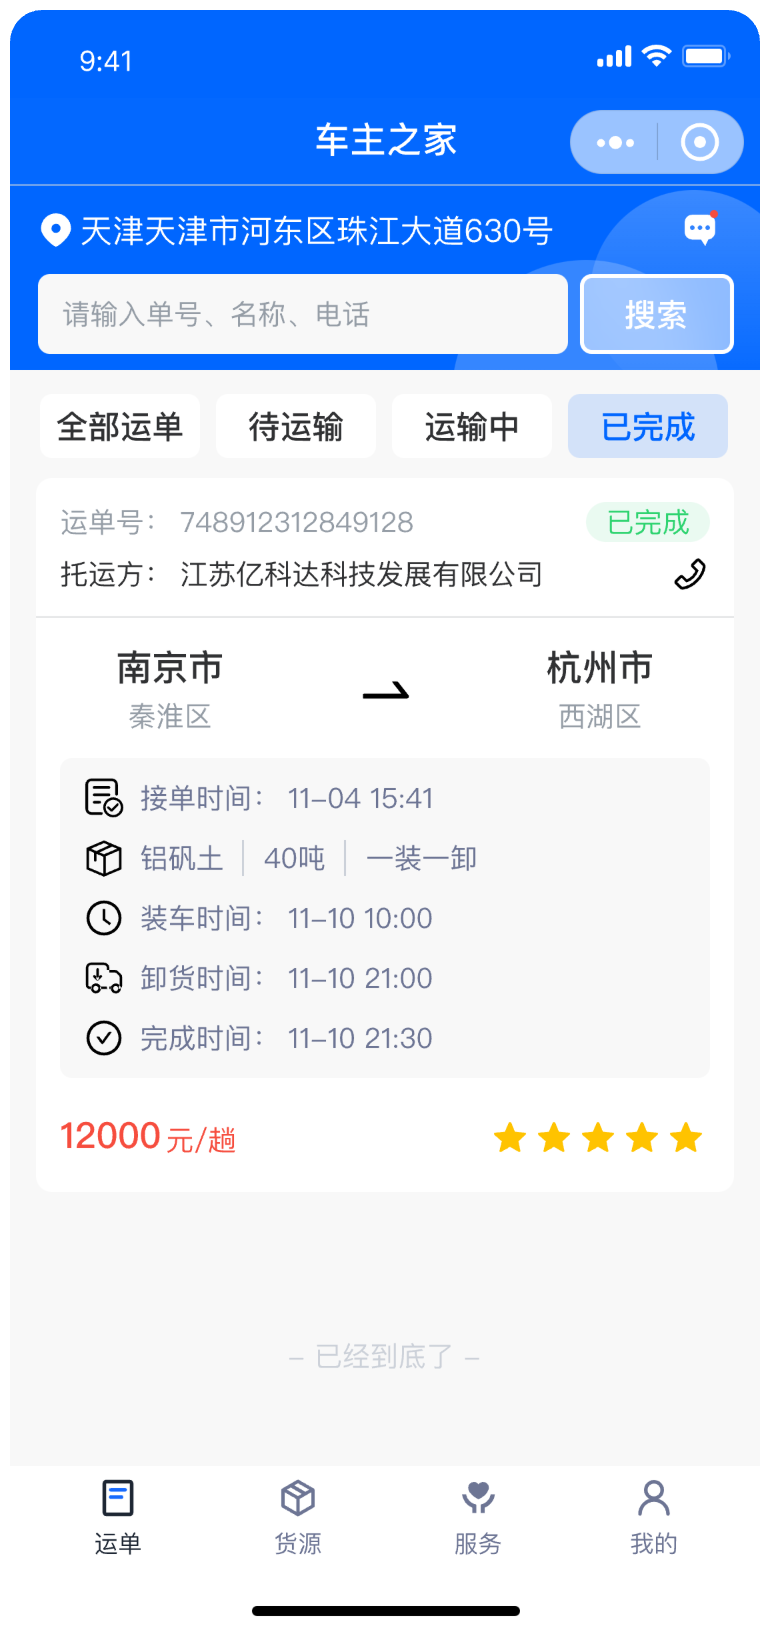 9:41
车主之家
天津天津市河东区珠江大道630号
请输入单号、名称、电话
搜索
全部运单 待运输 运输中 已完成
运单号： 748912312849128 已完成
托运方： 江苏亿科达科技发展有限公司
南京市 杭州市
秦淮区 西湖区
接单时间： 11-04 15:41
铝矾土 40吨 一装一卸
装车时间： 11-10 10:00
卸货时间： 11-10 21:00
完成时间： 11-10 21:30
12000 元/趟
– 已经到底了 –
运单 货源 服务 我的